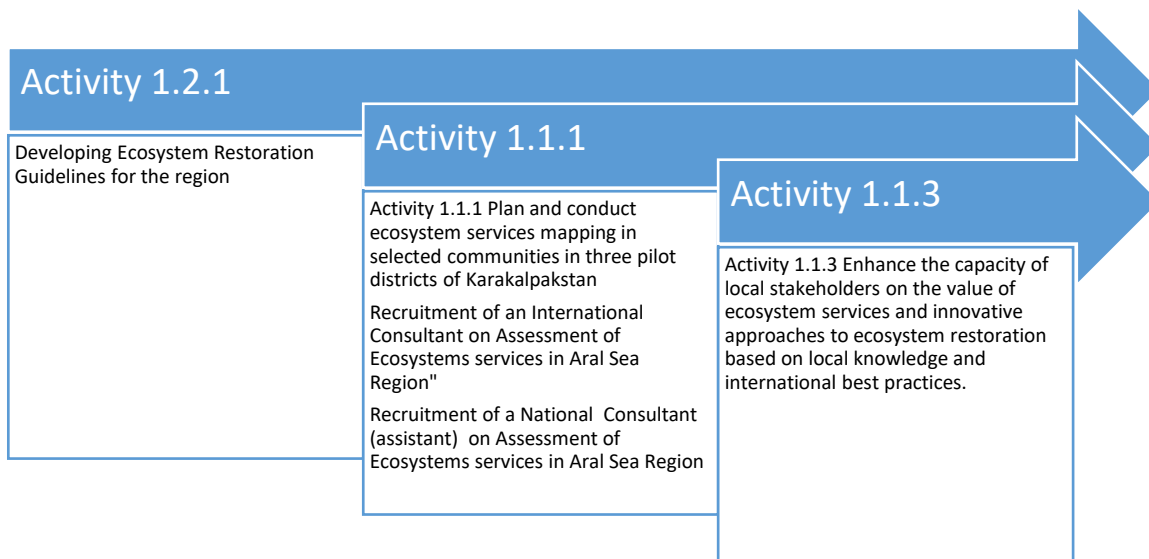 Activity 1.2.1
Developing Ecosystem Restoration
Guidelines for the region
Activity 1.1.1
Activity 1.1.1 Plan and conduct
ecosystem services mapping in
selected communities in three pilot
districts of Karakalpakstan
Recruitment of an International
Consultant on Assessment of
Ecosystems services in Aral Sea
Region"
Recruitment of a National  Consultant
(assistant)  on Assessment of
Ecosystems services in Aral Sea Region
Activity 1.1.3
Activity 1.1.3 Enhance the capacity of
local stakeholders on the value of
ecosystem services and innovative
approaches to ecosystem restoration
based on local knowledge and
international best practices.